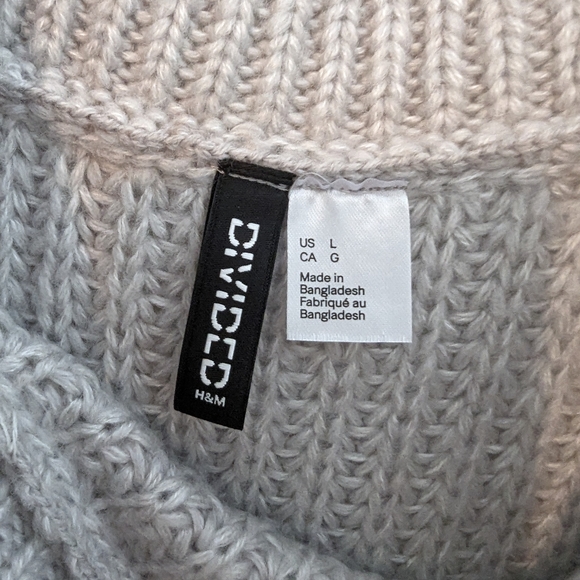 DIVIDED
H&M
US L
CA G
Made in
Bangladesh
Fabriqué au
Bangladesh